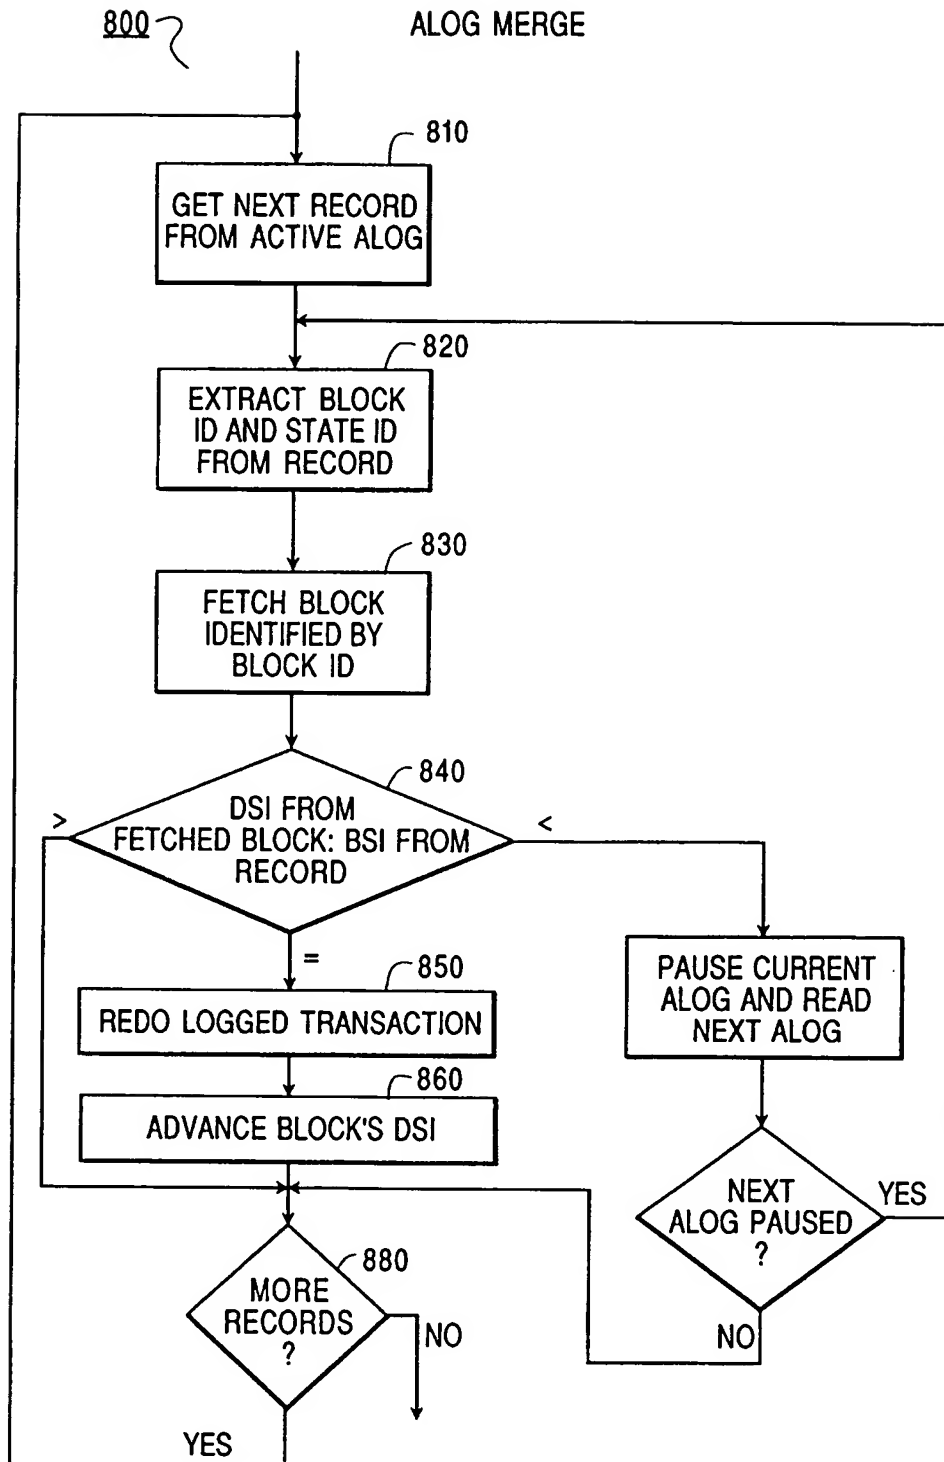 800
ALOG MERGE
810
GET NEXT RECORD
FROM ACTIVE ALOG
820
EXTRACT BLOCK
ID AND STATE ID
FROM RECORD
830
FETCH BLOCK
IDENTIFIED BY
BLOCK ID
840
>
DSI FROM
FETCHED BLOCK: BSI FROM
RECORD
<
=
850
REDO LOGGED TRANSACTION
860
ADVANCE BLOCK'S DSI
PAUSE CURRENT
ALOG AND READ
NEXT ALOG
NEXT
ALOG PAUSED
?
YES
NO
880
MORE
RECORDS
?
NO
YES